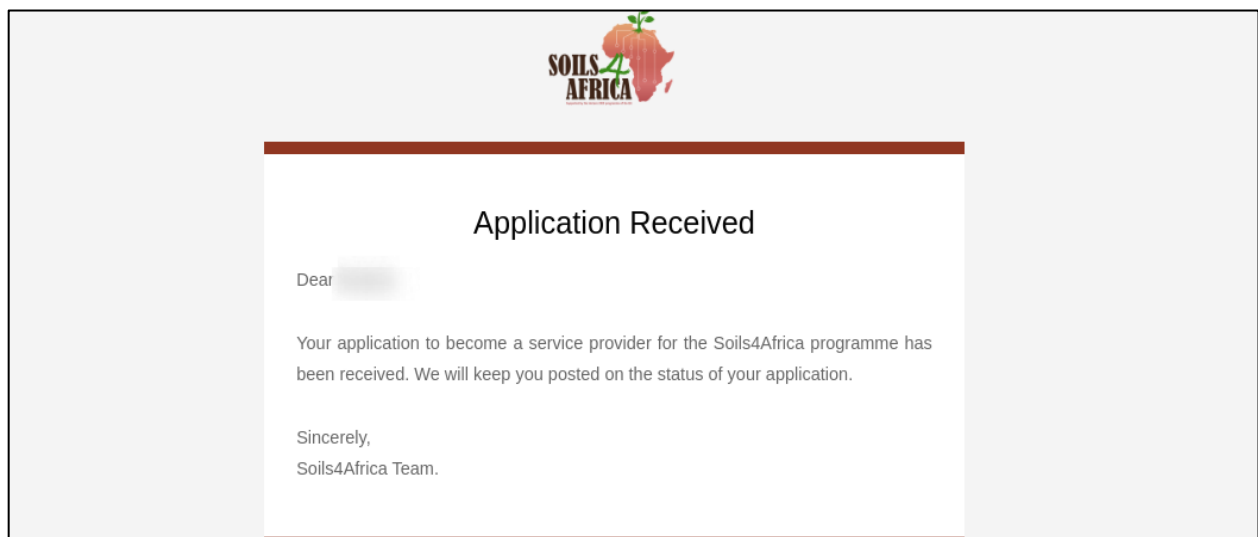 SOILS4
AFRICA
Application Received
Dear
Your application to become a service provider for the Soils4Africa programme has
been received. We will keep you posted on the status of your application.
Sincerely,
Soils4Africa Team.